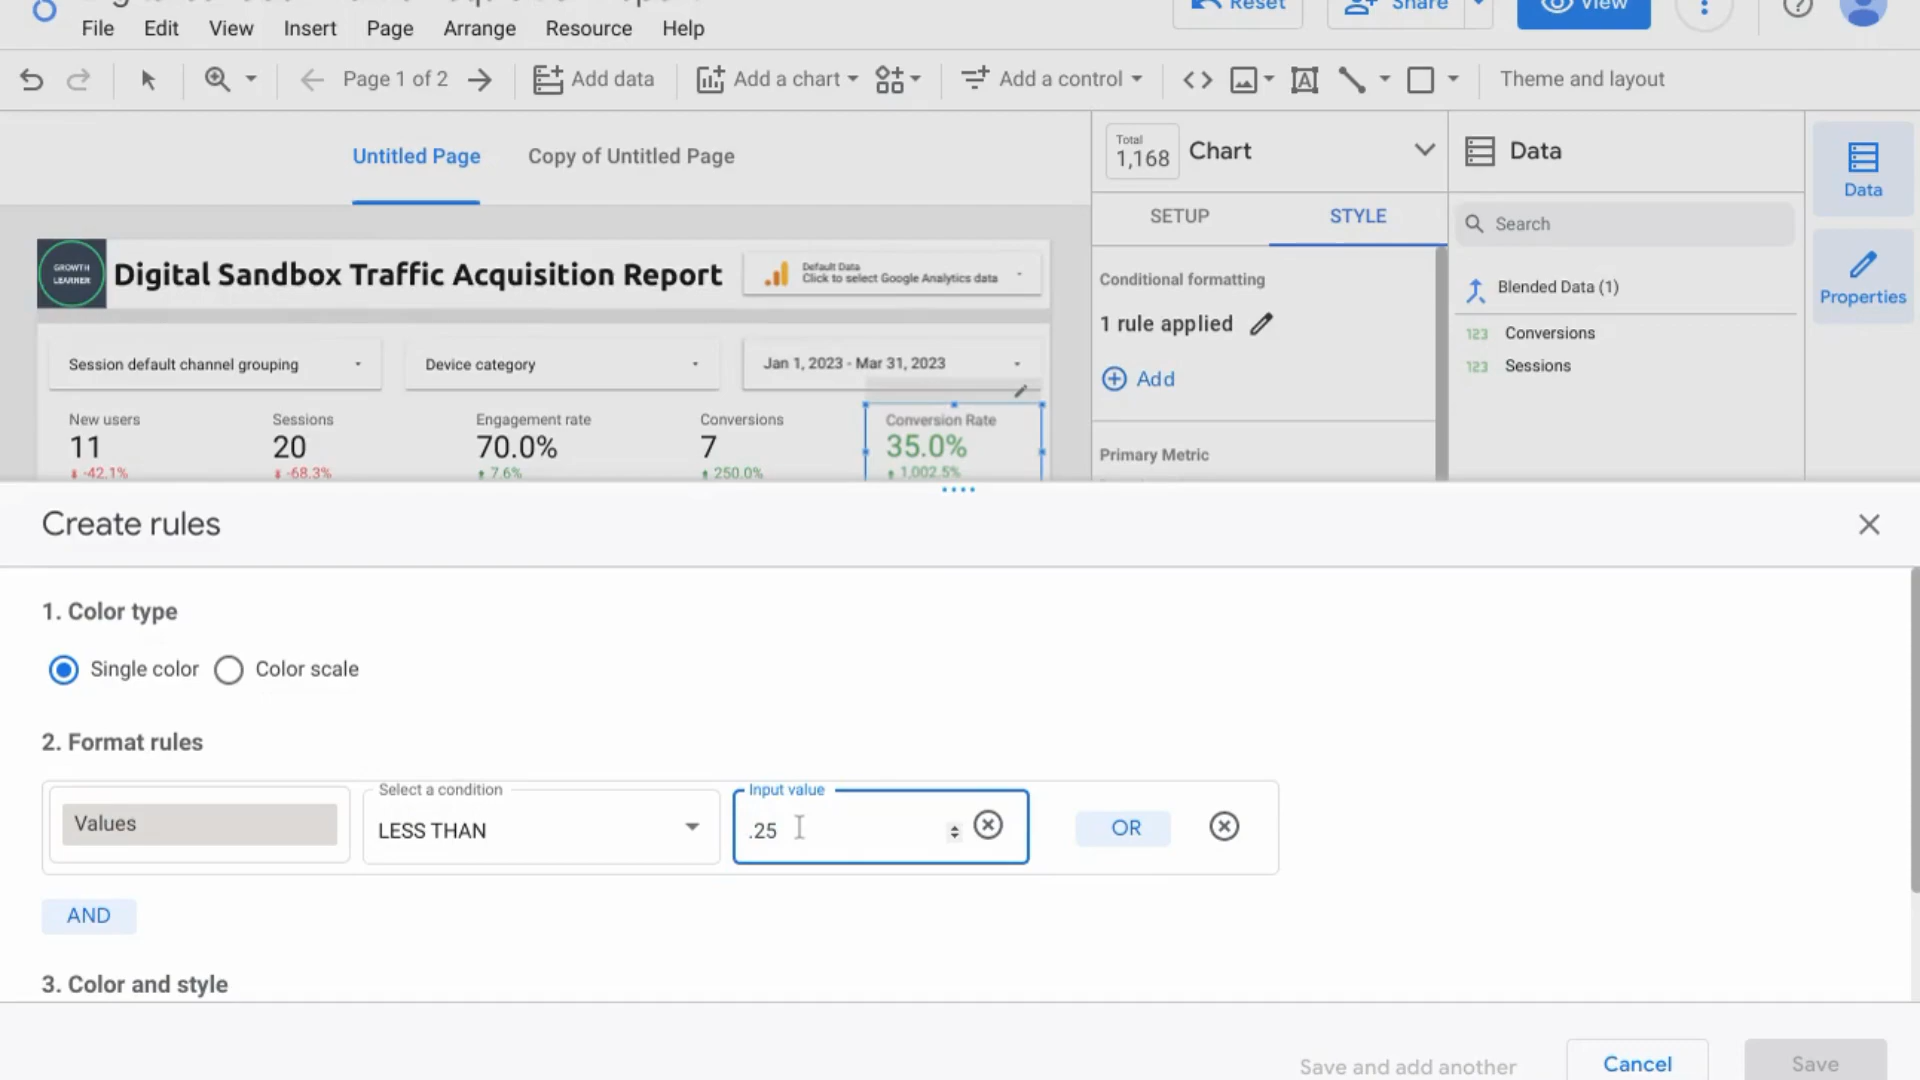 Reset
Share
View
File Edit View Insert Page Arrange Resource Help
Page 1 of 2
Add data
Add a chart
Add a control
Theme and layout
Untitled Page
Copy of Untitled Page
Total
1,168
Chart
Data
Data
SETUP
STYLE
Search
GROWTH
LEARNER
Digital Sandbox Traffic Acquisition Report
Default Data
Click to select Google Analytics data
Conditional formatting
1 rule applied
Add
Primary Metric
Blended Data (1)
123 Conversions
123 Sessions
Properties
Session default channel grouping
Device category
Jan 1, 2023 - Mar 31, 2023
New users
11
-42.1%
Sessions
20
-68.3%
Engagement rate
70.0%
7.6%
Conversions
7
250.0%
Conversion Rate
35.0%
1,002.5%
Create rules
1. Color type
Single color
Color scale
2. Format rules
Values
Select a condition
LESS THAN
Input value
.25
OR
AND
3. Color and style
Save and add another
Cancel
Save